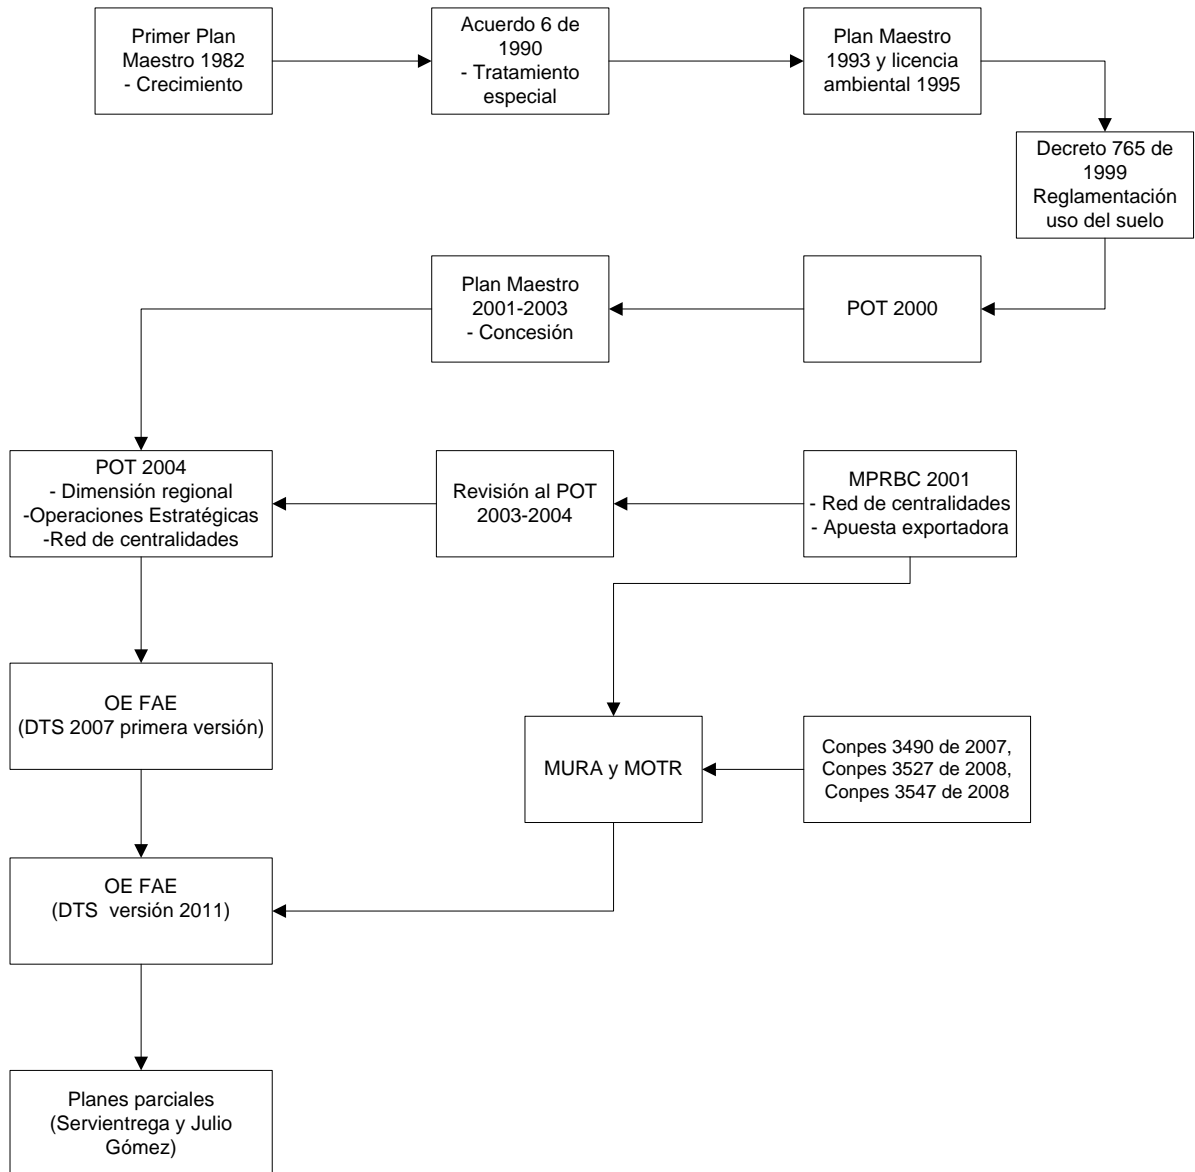 Primer Plan
Maestro 1982
- Crecimiento
Acuerdo 6 de
1990
- Tratamiento
especial
Plan Maestro
1993 y licencia
ambiental 1995
Decreto 765 de
1999
Reglamentación
uso del suelo
Plan Maestro
2001-2003
- Concesión
POT 2000
POT 2004
- Dimensión regional
-Operaciones Estratégicas
-Red de centralidades
Revisión al POT
2003-2004
MPRBC 2001
- Red de centralidades
- Apuesta exportadora
OE FAE
(DTS 2007 primera versión)
MURA y MOTR
Conpes 3490 de 2007,
Conpes 3527 de 2008,
Conpes 3547 de 2008
OE FAE
(DTS  versión 2011)
Planes parciales
(Servientrega y Julio
Gómez)